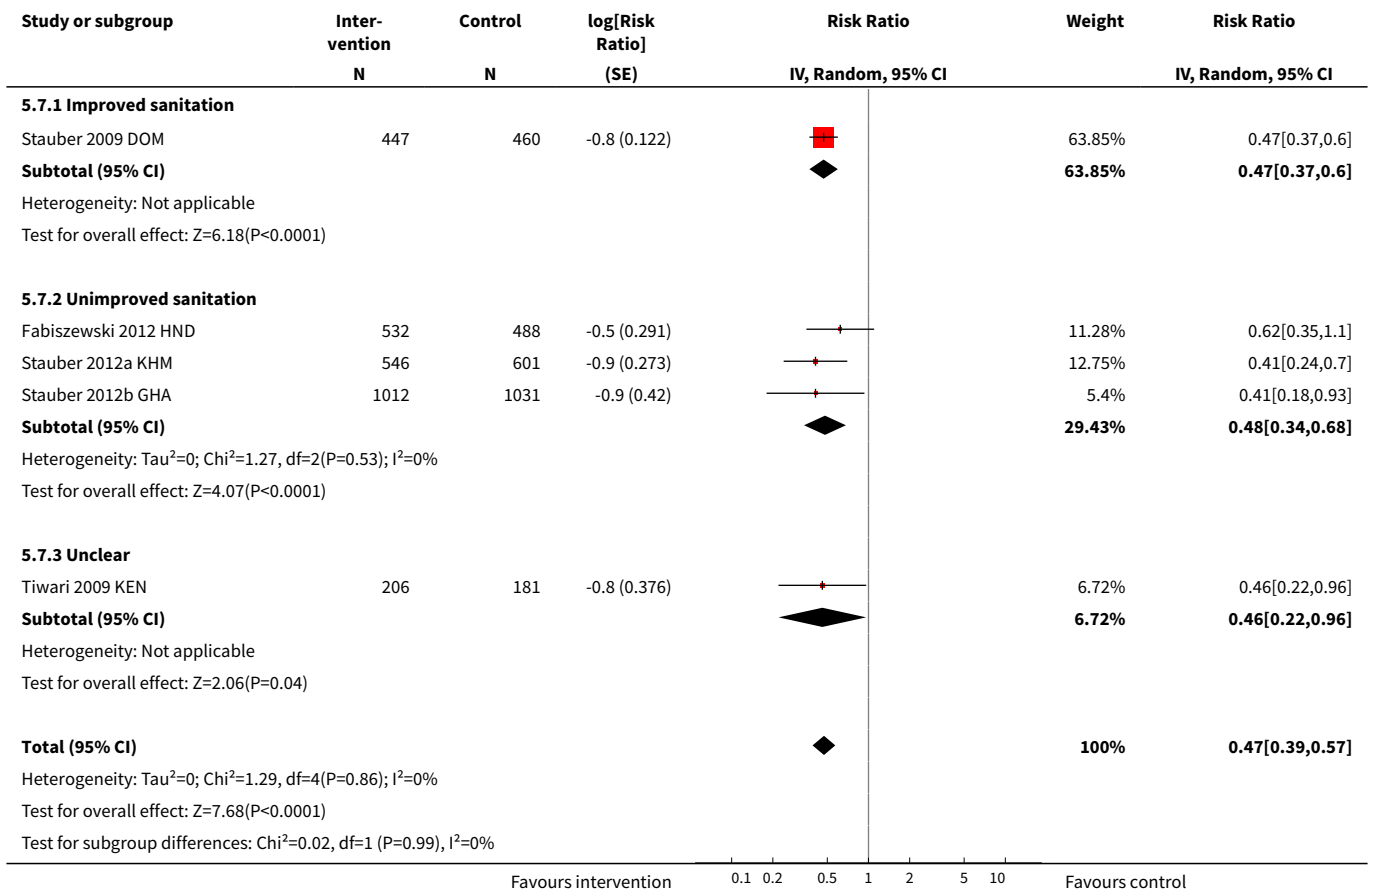 Study or subgroup Inter- Control log[Risk Risk Ratio Weight Risk Ratio
vention Ratio]
N N (SE) IV, Random, 95% CI IV, Random, 95% CI
5.7.1 Improved sanitation
Stauber 2009 DOM 447 460 -0.8 (0.122) 63.85% 0.47[0.37,0.6]
Subtotal (95% CI) 63.85% 0.47[0.37,0.6]
Heterogeneity: Not applicable
Test for overall effect: Z=6.18(P<0.0001)
5.7.2 Unimproved sanitation
Fabiszewski 2012 HND 532 488 -0.5 (0.291) 11.28% 0.62[0.35,1.1]
Stauber 2012a KHM 546 601 -0.9 (0.273) 12.75% 0.41[0.24,0.7]
Stauber 2012b GHA 1012 1031 -0.9 (0.42) 5.4% 0.41[0.18,0.93]
Subtotal (95% CI) 29.43% 0.48[0.34,0.68]
Heterogeneity: Tau²=0; Chi²=1.27, df=2(P=0.53); I²=0%
Test for overall effect: Z=4.07(P<0.0001)
5.7.3 Unclear
Tiwari 2009 KEN 206 181 -0.8 (0.376) 6.72% 0.46[0.22,0.96]
Subtotal (95% CI) 6.72% 0.46[0.22,0.96]
Heterogeneity: Not applicable
Test for overall effect: Z=2.06(P=0.04)
Total (95% CI) 100% 0.47[0.39,0.57]
Heterogeneity: Tau²=0; Chi²=1.29, df=4(P=0.86); I²=0%
Test for overall effect: Z=7.68(P<0.0001)
Test for subgroup differences: Chi²=0.02, df=1 (P=0.99), I²=0%
Favours intervention 0.1 0.2 0.5 1 2 5 10 Favours control